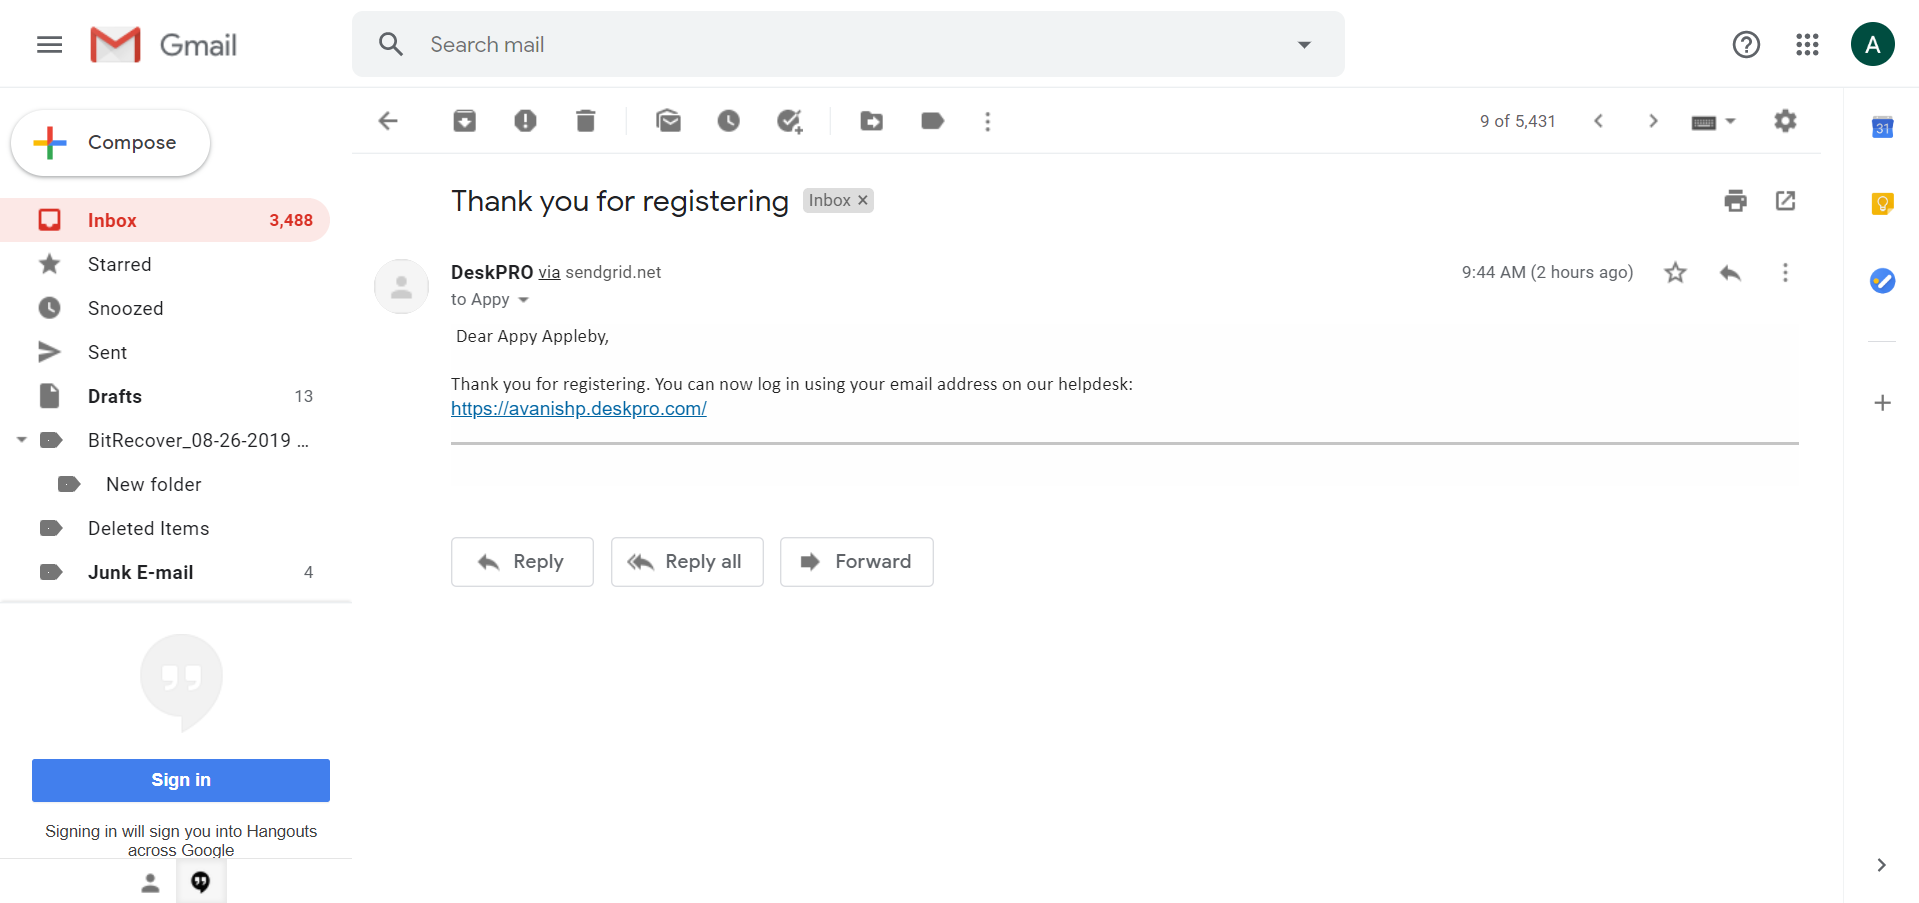 Gmail
Search mail
A
Compose
9 of 5,431
31
Inbox 3,488
Starred
Snoozed
Sent
Drafts 13
BitRecover_08-26-2019 ...
New folder
Deleted Items
Junk E-mail 4
Thank you for registering Inbox ×
DeskPRO via sendgrid.net 9:44 AM (2 hours ago)
to Appy
Dear Appy Appleby,
Thank you for registering. You can now log in using your email address on our helpdesk:
https://avanishp.deskpro.com/
Reply Reply all Forward
Sign in
Signing in will sign you into Hangouts
across Google